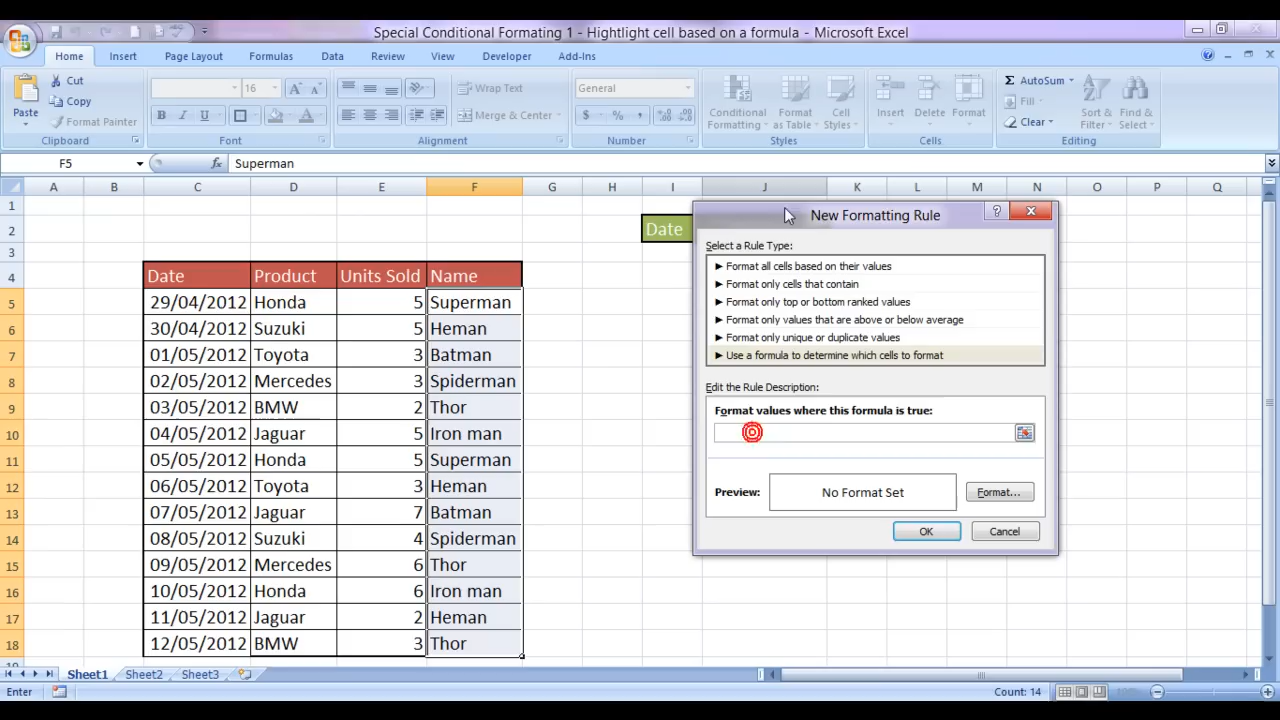 Special Conditional Formating 1 - Hightlight cell based on a formula - Microsoft Excel
Home Insert Page Layout Formulas Data Review View Developer Add-Ins
Paste Cut Copy Format Painter
16
Wrap Text
Merge & Center
General
Conditional Formatting Format as Table Cell Styles
Insert Delete Format
AutoSum Fill Clear
Sort & Filter Find & Select
Clipboard Font Alignment Number Styles Cells Editing
F5 fx Superman
A B C D E F G H I J K L M N O P Q
1
2 Date
3
4 Date Product Units Sold Name
5 29/04/2012 Honda 5 Superman
6 30/04/2012 Suzuki 5 Heman
7 01/05/2012 Toyota 3 Batman
8 02/05/2012 Mercedes 3 Spiderman
9 03/05/2012 BMW 2 Thor
10 04/05/2012 Jaguar 5 Iron man
11 05/05/2012 Honda 5 Superman
12 06/05/2012 Toyota 3 Heman
13 07/05/2012 Jaguar 7 Batman
14 08/05/2012 Suzuki 4 Spiderman
15 09/05/2012 Mercedes 6 Thor
16 10/05/2012 Honda 6 Iron man
17 11/05/2012 Jaguar 2 Heman
18 12/05/2012 BMW 3 Thor
New Formatting Rule
Select a Rule Type:
► Format all cells based on their values
► Format only cells that contain
► Format only top or bottom ranked values
► Format only values that are above or below average
► Format only unique or duplicate values
► Use a formula to determine which cells to format
Edit the Rule Description:
Format values where this formula is true:
Preview: No Format Set Format...
OK Cancel
Sheet1 Sheet2 Sheet3
Enter Count: 14